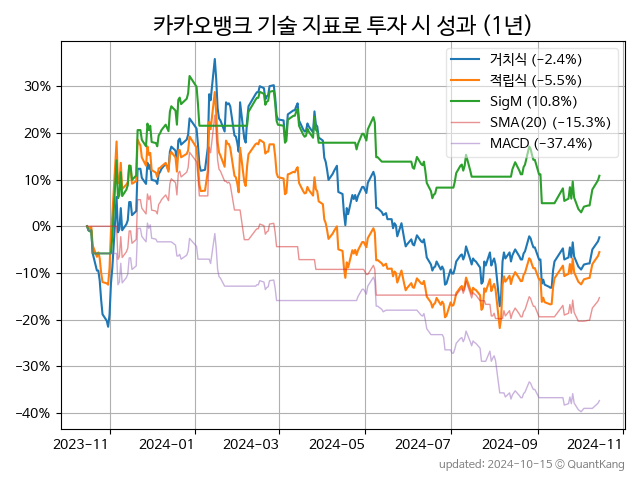 카카오뱅크 기술 지표로 투자 시 성과 (1년)
거치식 (−2.4%)
적립식 (−5.5%)
SigM (10.8%)
SMA(20) (−15.3%)
MACD (−37.4%)
30%
20%
10%
0%
−10%
−20%
−30%
−40%
2023-11 2024-01 2024-03 2024-05 2024-07 2024-09 2024-11
updated: 2024-10-15 © QuantKang